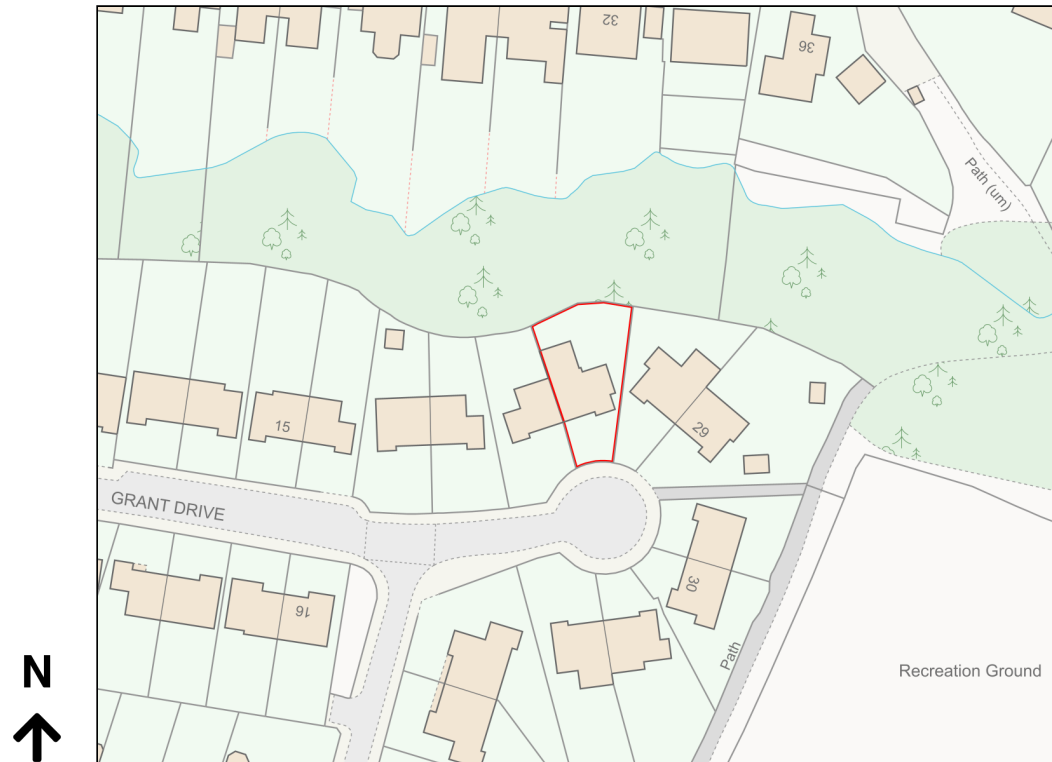 32
36
Path (um)
15
29
GRANT DRIVE
30
16
Path
N
Recreation Ground